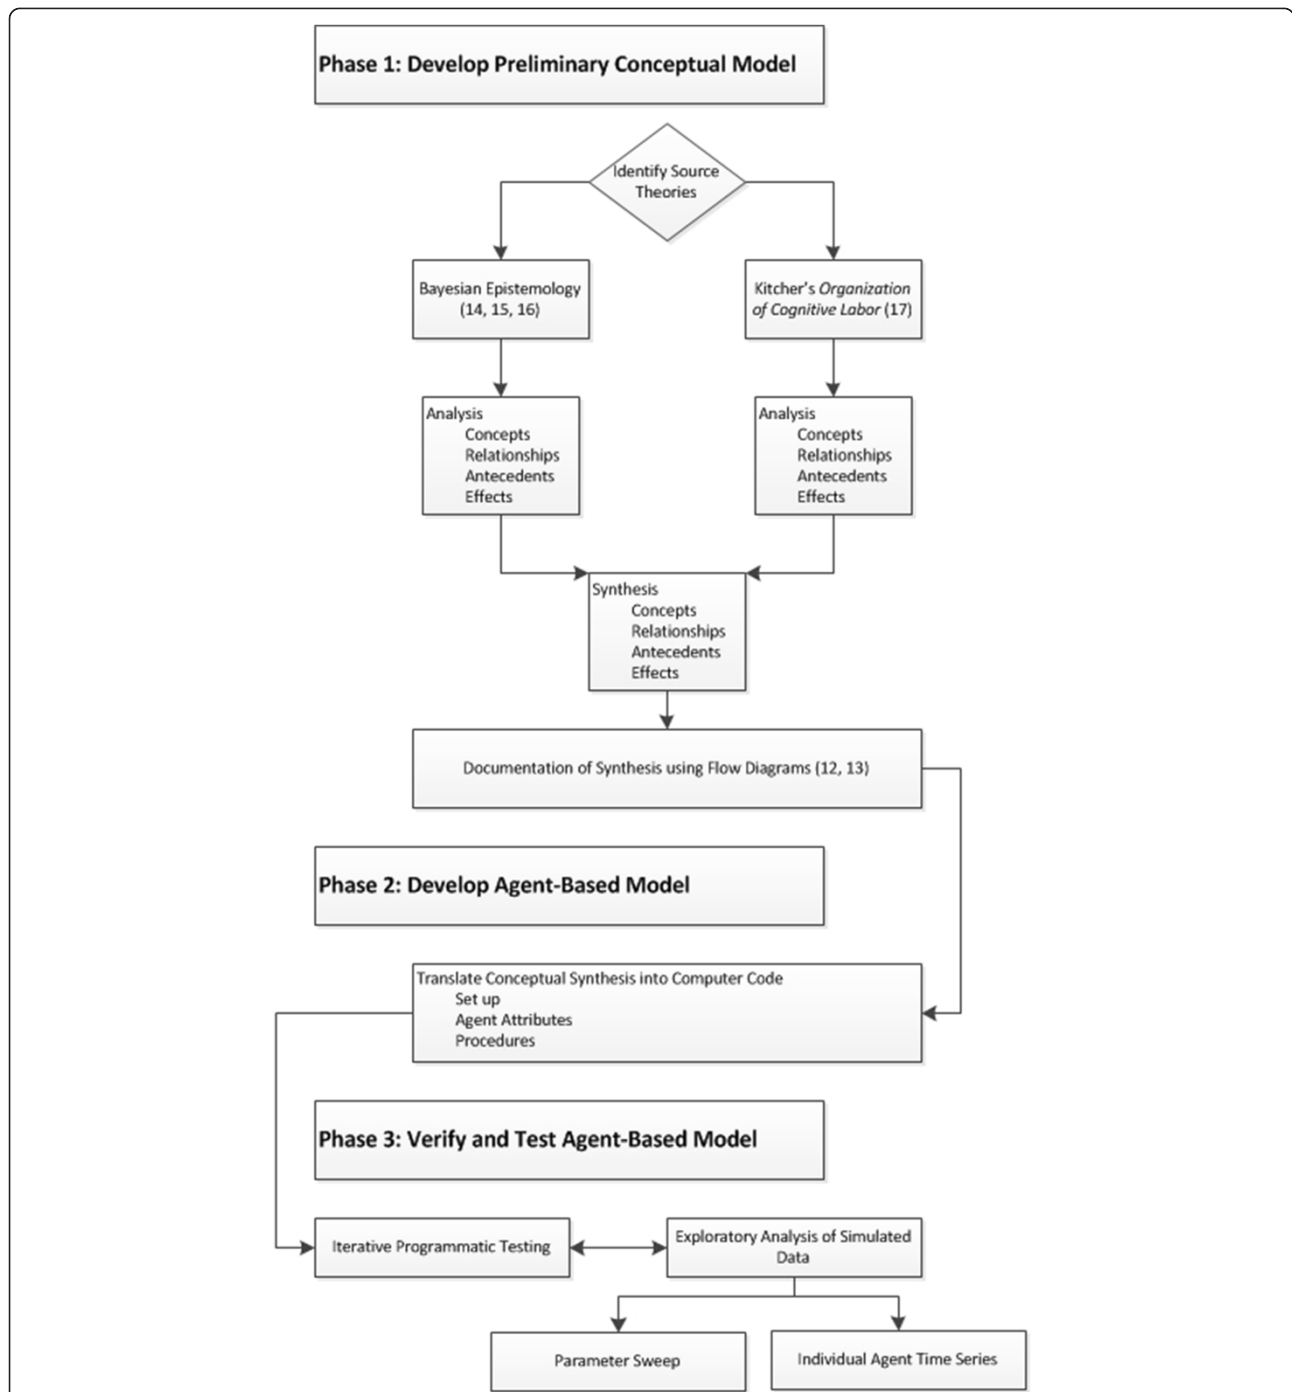 Phase 1: Develop Preliminary Conceptual Model
Identify Source
Theories
Bayesian Epistemology
(14, 15, 16)
Kitcher's Organization
of Cognitive Labor (17)
Analysis
Concepts
Relationships
Antecedents
Effects
Analysis
Concepts
Relationships
Antecedents
Effects
Synthesis
Concepts
Relationships
Antecedents
Effects
Documentation of Synthesis using Flow Diagrams (12, 13)
Phase 2: Develop Agent-Based Model
Translate Conceptual Synthesis into Computer Code
Set up
Agent Attributes
Procedures
Phase 3: Verify and Test Agent-Based Model
Iterative Programmatic Testing
Exploratory Analysis of Simulated
Data
Parameter Sweep
Individual Agent Time Series